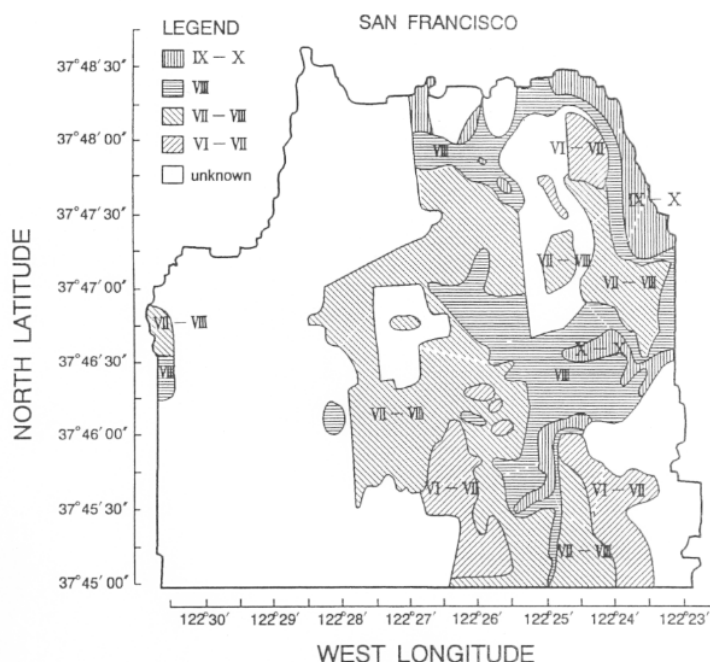 SAN FRANCISCO
LEGEND
IX – X
VIII
VII – VIII
VI – VII
unknown
37°48′30″
37°48′00″
37°47′30″
37°47′00″
37°46′30″
37°46′00″
37°45′30″
37°45′00″
NORTH LATITUDE
VIII
VI – VII
IX – X
VII – VIII
VII – VIII
VII – VIII
VIII
X
VIII
VII – VIII
VI – VII
VI – VII
VII – VIII
122°30′ 122°29′ 122°28′ 122°27′ 122°26′ 122°25′ 122°24′ 122°23′
WEST LONGITUDE